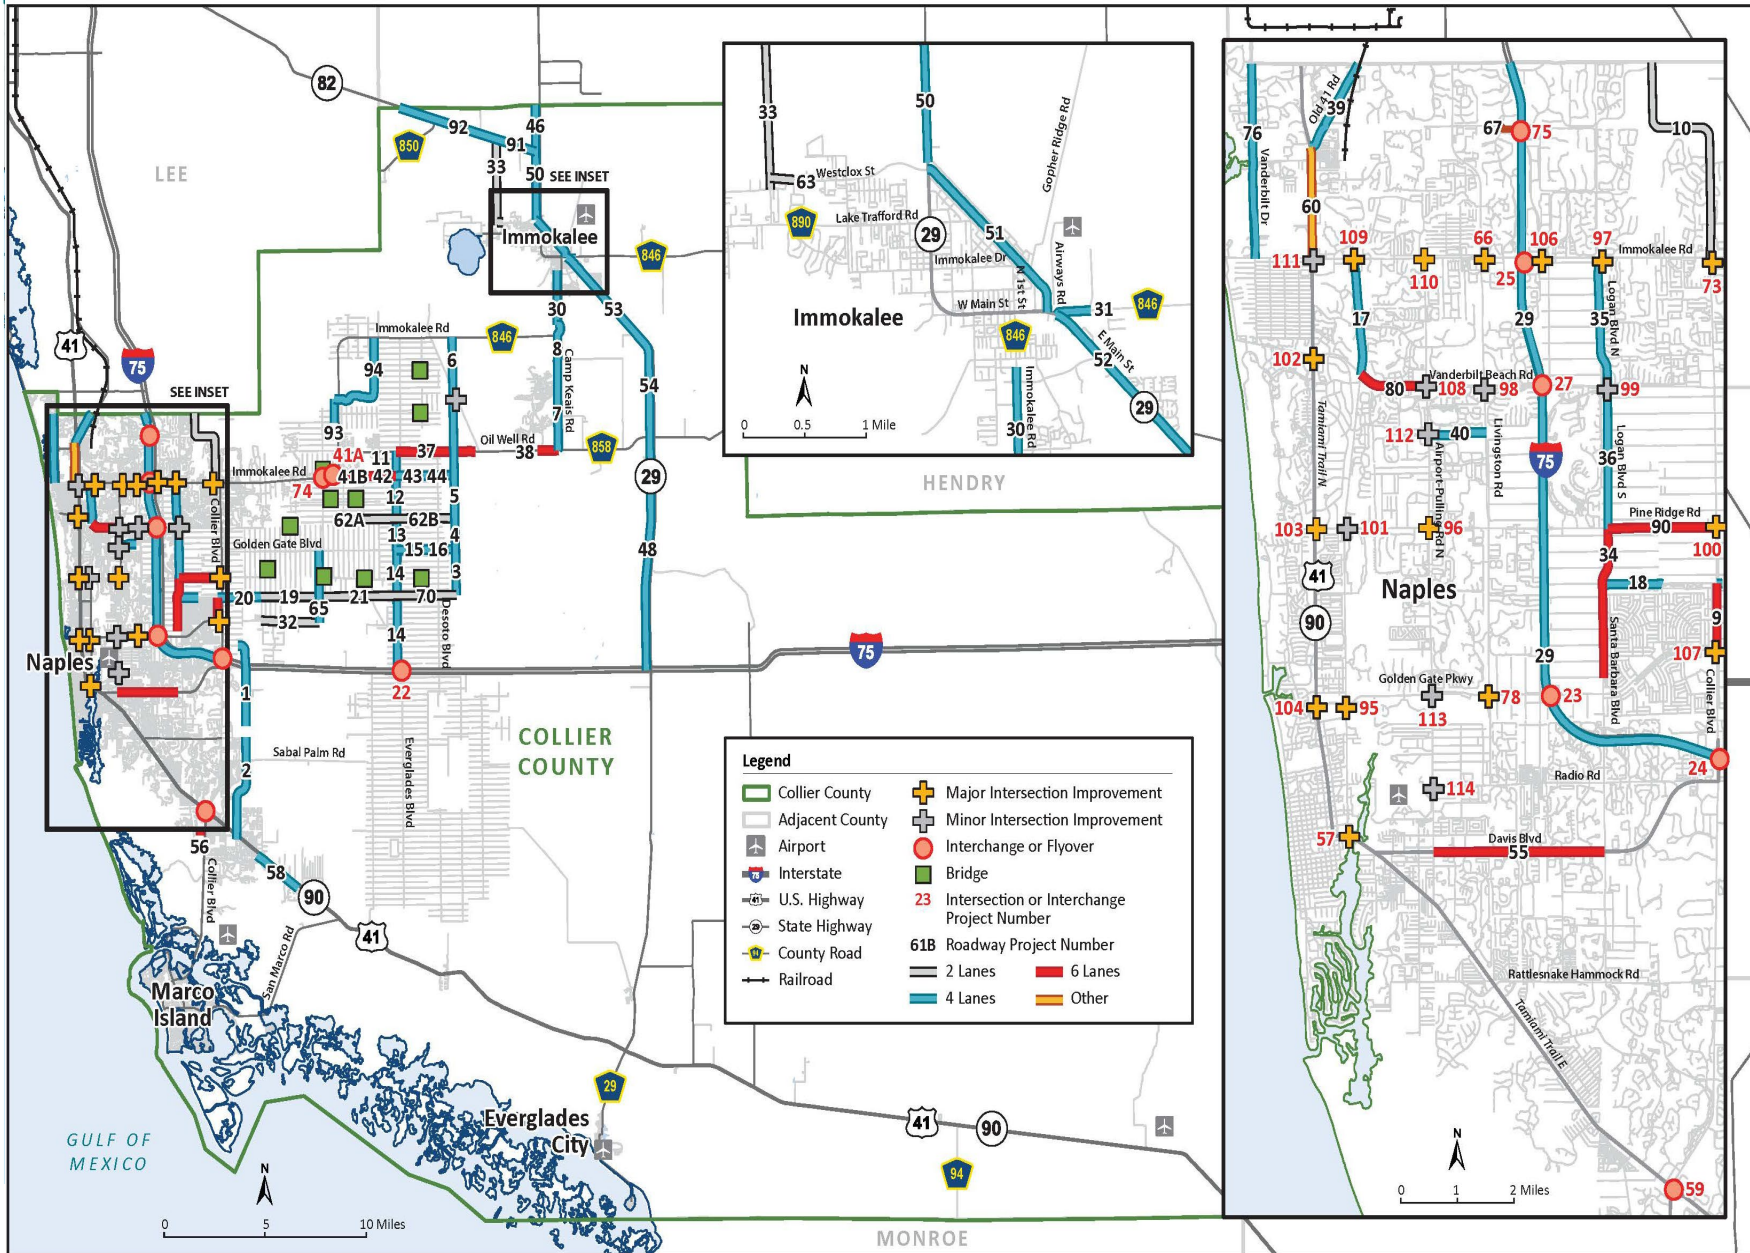 82
92
46
91
850
33
50
SEE INSET
LEE
Immokalee
846
41
75
30
53
Immokalee Rd
846
8
6
94
Camp Keais Rd
54
SEE INSET
7
93
Oil Well Rd
858
41A
11
37
38
Immokalee Rd
41B
42
43
44
29
74
12
5
62A
62B
Collier Blvd
13
4
Golden Gate Blvd
15
16
48
14
3
20
19
21
70
65
32
14
Desoto Blvd
Naples
75
22
1
COLLIER
COUNTY
Sabal Palm Rd
2
Everglades Blvd
56
58
Collier Blvd
90
41
San Marco Rd
Marco
Island
29
Everglades
City
41
90
94
GULF OF
MEXICO
N
0 5 10 Miles
MONROE
HENDRY
33
50
Gopher Ridge Rd
63
Westclox St
890
Lake Trafford Rd
29
51
Immokalee Dr
N 1st St
Airways Rd
W Main St
31
846
Immokalee
846
E Main St
52
N
Immokalee Rd
29
30
0 0.5 1 Mile
Legend
Collier County
Adjacent County
Airport
75
Interstate
41
U.S. Highway
29
State Highway
County Road
Railroad
Major Intersection Improvement
Minor Intersection Improvement
Interchange or Flyover
Bridge
23 Intersection or Interchange
Project Number
61B Roadway Project Number
2 Lanes
6 Lanes
4 Lanes
Other
Old 41 Rd
39
76
67
75
10
Vanderbilt Dr
60
109
66
106
97
Immokalee Rd
111
110
25
73
17
29
35
Logan Blvd N
102
Vanderbilt Beach Rd
27
80
108
98
99
Tamiami Trail N
112
40
Livingston Rd
Airport-Pulling Rd N
75
36
Logan Blvd S
Pine Ridge Rd
103
101
96
90
100
34
41
Naples
18
90
9
Santa Barbara Blvd
29
107
Golden Gate Pkwy
Collier Blvd
104
95
113
78
23
24
Radio Rd
114
57
Davis Blvd
55
Rattlesnake Hammock Rd
Tamiami Trail E
N
0 1 2 Miles
59